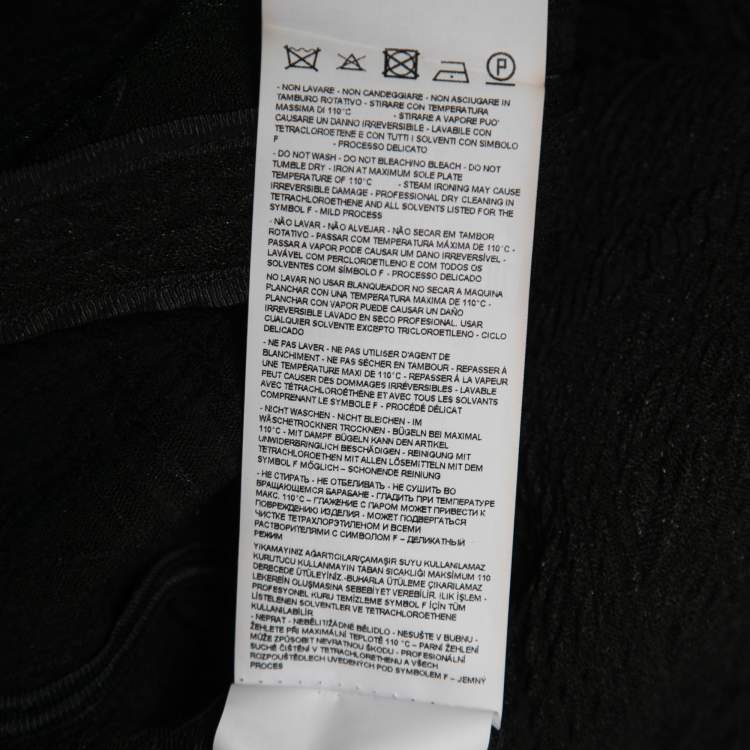 P
- NON LAVARE - NON CANDEGGIARE - NON ASCIUGARE IN
TAMBURO ROTATIVO - STIRARE CON TEMPERATURA
MASSIMA DI 110°C - STIRARE A VAPORE PUO'
CAUSARE UN DANNO IRREVERSIBILE - LAVABILE CON
TETRACLOROETENE E CON TUTTI I SOLVENTI CON SIMBOLO
F - PROCESSO DELICATO
- DO NOT WASH - DO NOT BLEACHINO BLEACH - DO NOT
TUMBLE DRY - IRON AT MAXIMUM SOLE PLATE
TEMPERATURE OF 110°C - STEAM IRONING MAY CAUSE
IRREVERSIBLE DAMAGE - PROFESSIONAL DRY CLEANING IN
TETRACHLOROETHENE AND ALL SOLVENTS LISTED FOR THE
SYMBOL F - MILD PROCESS
- NÃO LAVAR - NÃO ALVEJAR - NÃO SECAR EM TAMBOR
ROTATIVO - PASSAR COM TEMPERATURA MÁXIMA DE 110°C -
PASSAR A VAPOR PODE CAUSAR UM DANO IRREVERSÍVEL -
LAVÁVEL COM PERCLOROETILENO E COM TODOS OS
SOLVENTES COM SÍMBOLO F - PROCESSO DELICADO
NO LAVAR NO USAR BLANQUEADOR NO SECAR A MAQUINA
PLANCHAR CON UNA TEMPERATURA MAXIMA DE 110°C -
PLANCHAR CON VAPOR PUEDE CAUSAR UN DAÑO
IRREVERSIBLE LAVADO EN SECO PROFESIONAL. USAR
CUALQUIER SOLVENTE EXCEPTO TRICLOROETILENO - CICLO
DELICADO
- NE PAS LAVER - NE PAS UTILISER D'AGENT DE
BLANCHIMENT - NE PAS SÉCHER EN TAMBOUR - REPASSER À
UNE TEMPÉRATURE MAXI DE 110°C - REPASSER À LA VAPEUR
PEUT CAUSER DES DOMMAGES IRRÉVERSIBLES - LAVABLE
AVEC TÉTRACHLOROÉTHÈNE ET AVEC TOUS LES SOLVANTS
COMPRENANT LE SYMBOLE F - PROCÉDÉ DÉLICAT
- NICHT WASCHEN - NICHT BLEICHEN - IM
WÄSCHETROCKNER TROCKNEN - BÜGELN BEI MAXIMAL
110°C - MIT DAMPF BÜGELN KANN DEN ARTIKEL
UNWIDERBRINGLICH BESCHÄDIGEN - REINIGUNG MIT
TETRACHLOROETHEN MIT ALLEN LÖSEMITTELN MIT DEM
SYMBOL F MÖGLICH – SCHONENDE REINIUNG
- НЕ СТИРАТЬ - НЕ ОТБЕЛИВАТЬ - НЕ СУШИТЬ ВО
ВРАЩАЮЩЕМСЯ БАРАБАНЕ - ГЛАДИТЬ ПРИ ТЕМПЕРАТУРЕ
МАКС. 110°C – ГЛАЖЕНИЕ С ПАРОМ МОЖЕТ ПРИВЕСТИ К
ПОВРЕЖДЕНИЮ ИЗДЕЛИЯ - МОЖЕТ ПОДВЕРГАТЬСЯ
ЧИСТКЕ ТЕТРАХЛОРЭТИЛЕНОМ И ВСЕМИ
РАСТВОРИТЕЛЯМИ С СИМВОЛОМ F – ДЕЛИКАТНЫЙ
РЕЖИМ
YIKAMAYINIZ AĞARTICILAR/ÇAMAŞIR SUYU KULLANILAMAZ
KURUTUCU KULLANMAYIN TABAN SICAKLIĞI MAKSİMUM 110
DERECEDE ÜTÜLEYİNİZ.-BUHARLA ÜTÜLEME ÇIKARILAMAZ
LEKEREİN OLUŞMASINA SEBEBİYET VEREBİLİR. ILIK İŞLEM -
PROFESYONEL KURU TEMİZLEME SYMBOL F İÇİN TÜM
LİSTELENEN SOLVENTLER VE TETRACHLOROETHENE
KULLANILABİLİR
- NEPRAT - NEBĚLITIŽÁDNÉ BĚLIDLO - NESUŠTE V BUBNU -
ŽEHLETE PŘI MAXIMÁLNÍ TEPLOTĚ 110 °C – PARNÍ ŽEHLENÍ
MŮŽE ZPŮSOBIT NEVRATNOU ŠKODU - PROFESIONÁLNÍ
SUCHÉ ČIŠTĚNÍ V TETRACHLORETHENU A VŠECH
ROZPOUŠTĚDLECH UVEDENÝCH POD SYMBOLEM F – JEMNÝ
PROCES